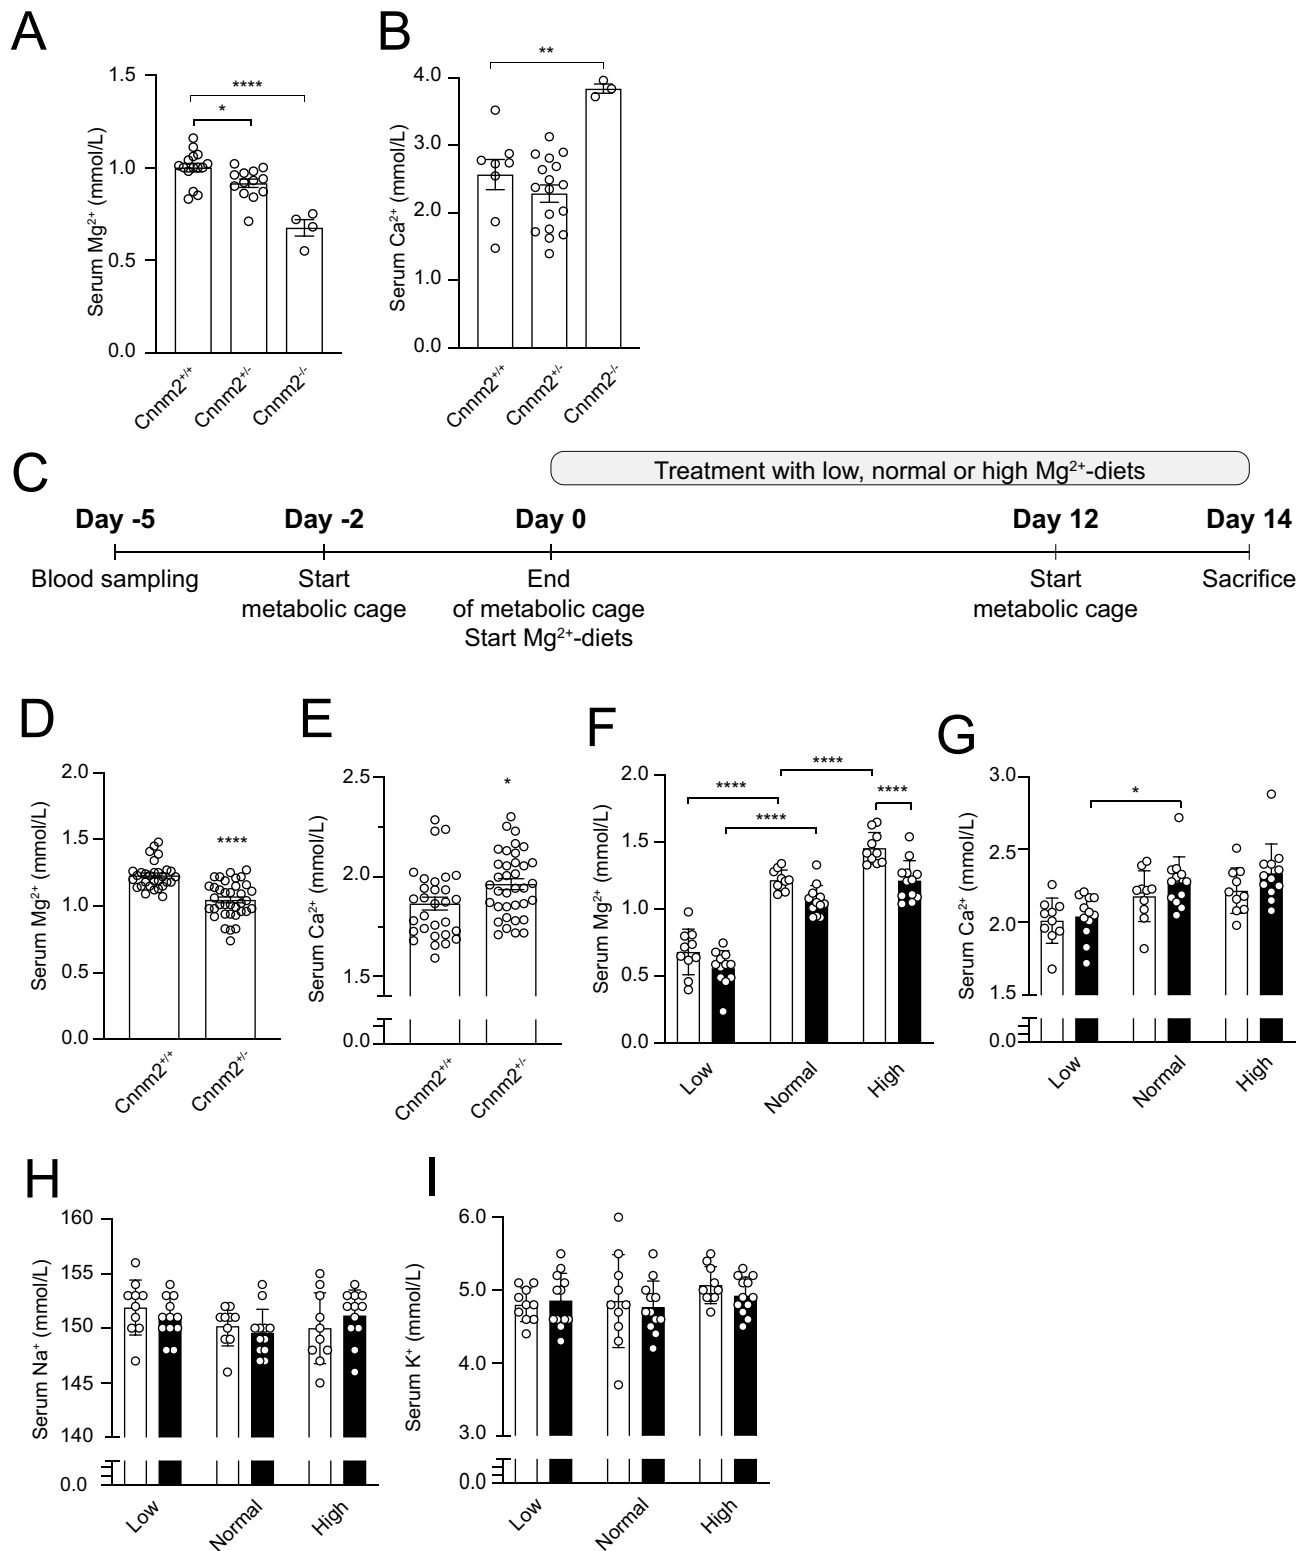 A
B
**
****
*
1.5
1.0
0.5
0.0
Serum Mg²⁺ (mmol/L)
Cnnm2⁺/⁺
Cnnm2⁺/⁻
Cnnm2⁻/⁻
4.0
3.0
2.0
1.0
0.0
Serum Ca²⁺ (mmol/L)
Cnnm2⁺/⁺
Cnnm2⁺/⁻
Cnnm2⁻/⁻
C
Treatment with low, normal or high Mg²⁺-diets
Day -5
Day -2
Day 0
Day 12
Day 14
Blood sampling
Start
metabolic cage
End
of metabolic cage
Start Mg²⁺-diets
Start
metabolic cage
Sacrifice
D
2.0
1.5
1.0
0.5
0.0
Serum Mg²⁺ (mmol/L)
****
Cnnm2⁺/⁺
Cnnm2⁺/⁻
E
2.5
2.0
1.5
0.0
Serum Ca²⁺ (mmol/L)
*
Cnnm2⁺/⁺
Cnnm2⁺/⁻
F
2.0
1.5
1.0
0.5
0.0
Serum Mg²⁺ (mmol/L)
****
****
****
****
Low
Normal
High
G
3.0
2.5
2.0
1.5
0.0
Serum Ca²⁺ (mmol/L)
*
Low
Normal
High
H
160
155
150
145
140
0.0
Serum Na⁺ (mmol/L)
Low
Normal
High
I
6.0
5.0
4.0
3.0
0.0
Serum K⁺ (mmol/L)
Low
Normal
High